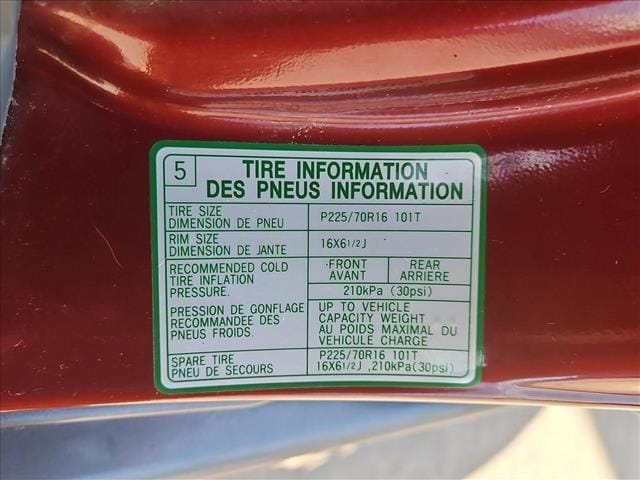 5
TIRE INFORMATION
DES PNEUS INFORMATION
TIRE SIZE
DIMENSION DE PNEU
P225/70R16 101T
RIM SIZE
DIMENSION DE JANTE
16X61/2J
RECOMMENDED COLD
TIRE INFLATION
PRESSURE.
FRONT
AVANT
REAR
ARRIERE
210kPa (30psi)
PRESSION DE GONFLAGE
RECOMMANDEE DES
PNEUS FROIDS.
UP TO VEHICLE
CAPACITY WEIGHT
AU POIDS MAXIMAL DU
VEHICULE CHARGE
SPARE TIRE
PNEU DE SECOURS
P225/70R16 101T
16X61/2J ,210kPa(30psi)